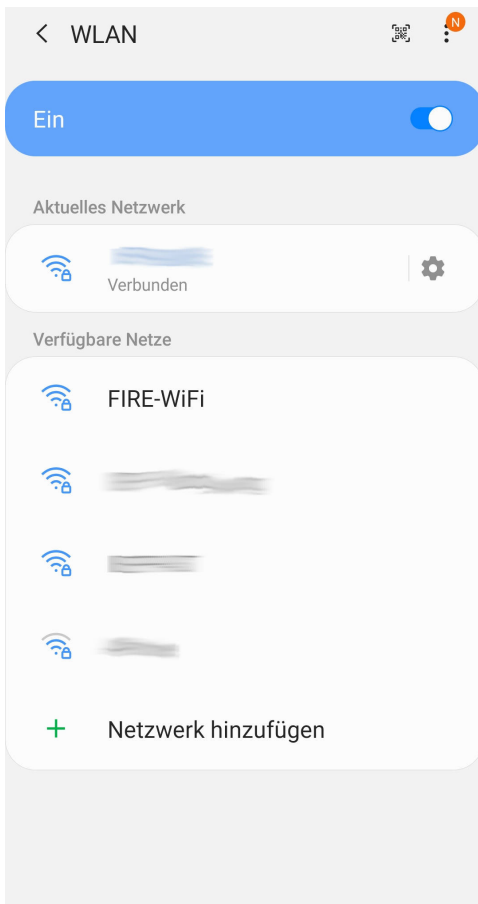 WLAN
N
Ein
Aktuelles Netzwerk
Verbunden
Verfügbare Netze
FIRE-WiFi
Netzwerk hinzufügen